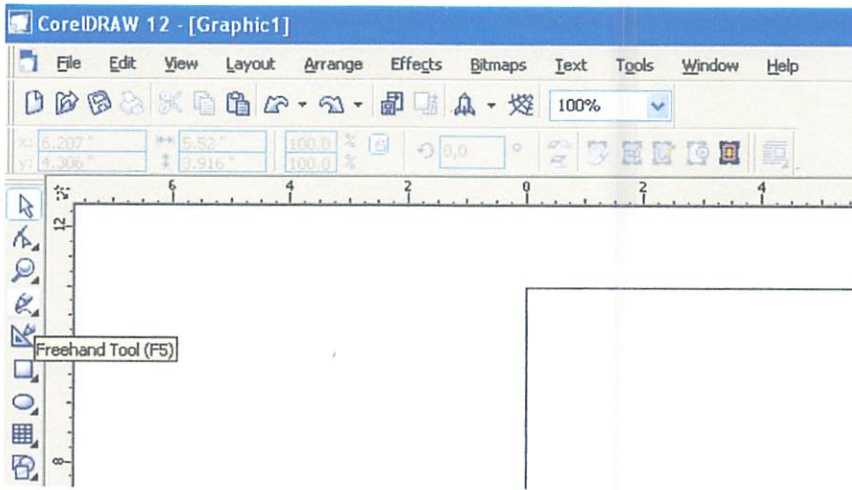 CorelDRAW 12 - [Graphic1]
File Edit View Layout Arrange Effects Bitmaps Text Tools Window Help
100%
x: 6.207 " 5.52 " 100.0 % 0,0 °
y: 4.306 " 3.916 " 100.0 %
6 4 2 0 2 4
12
Freehand Tool (F5)
8